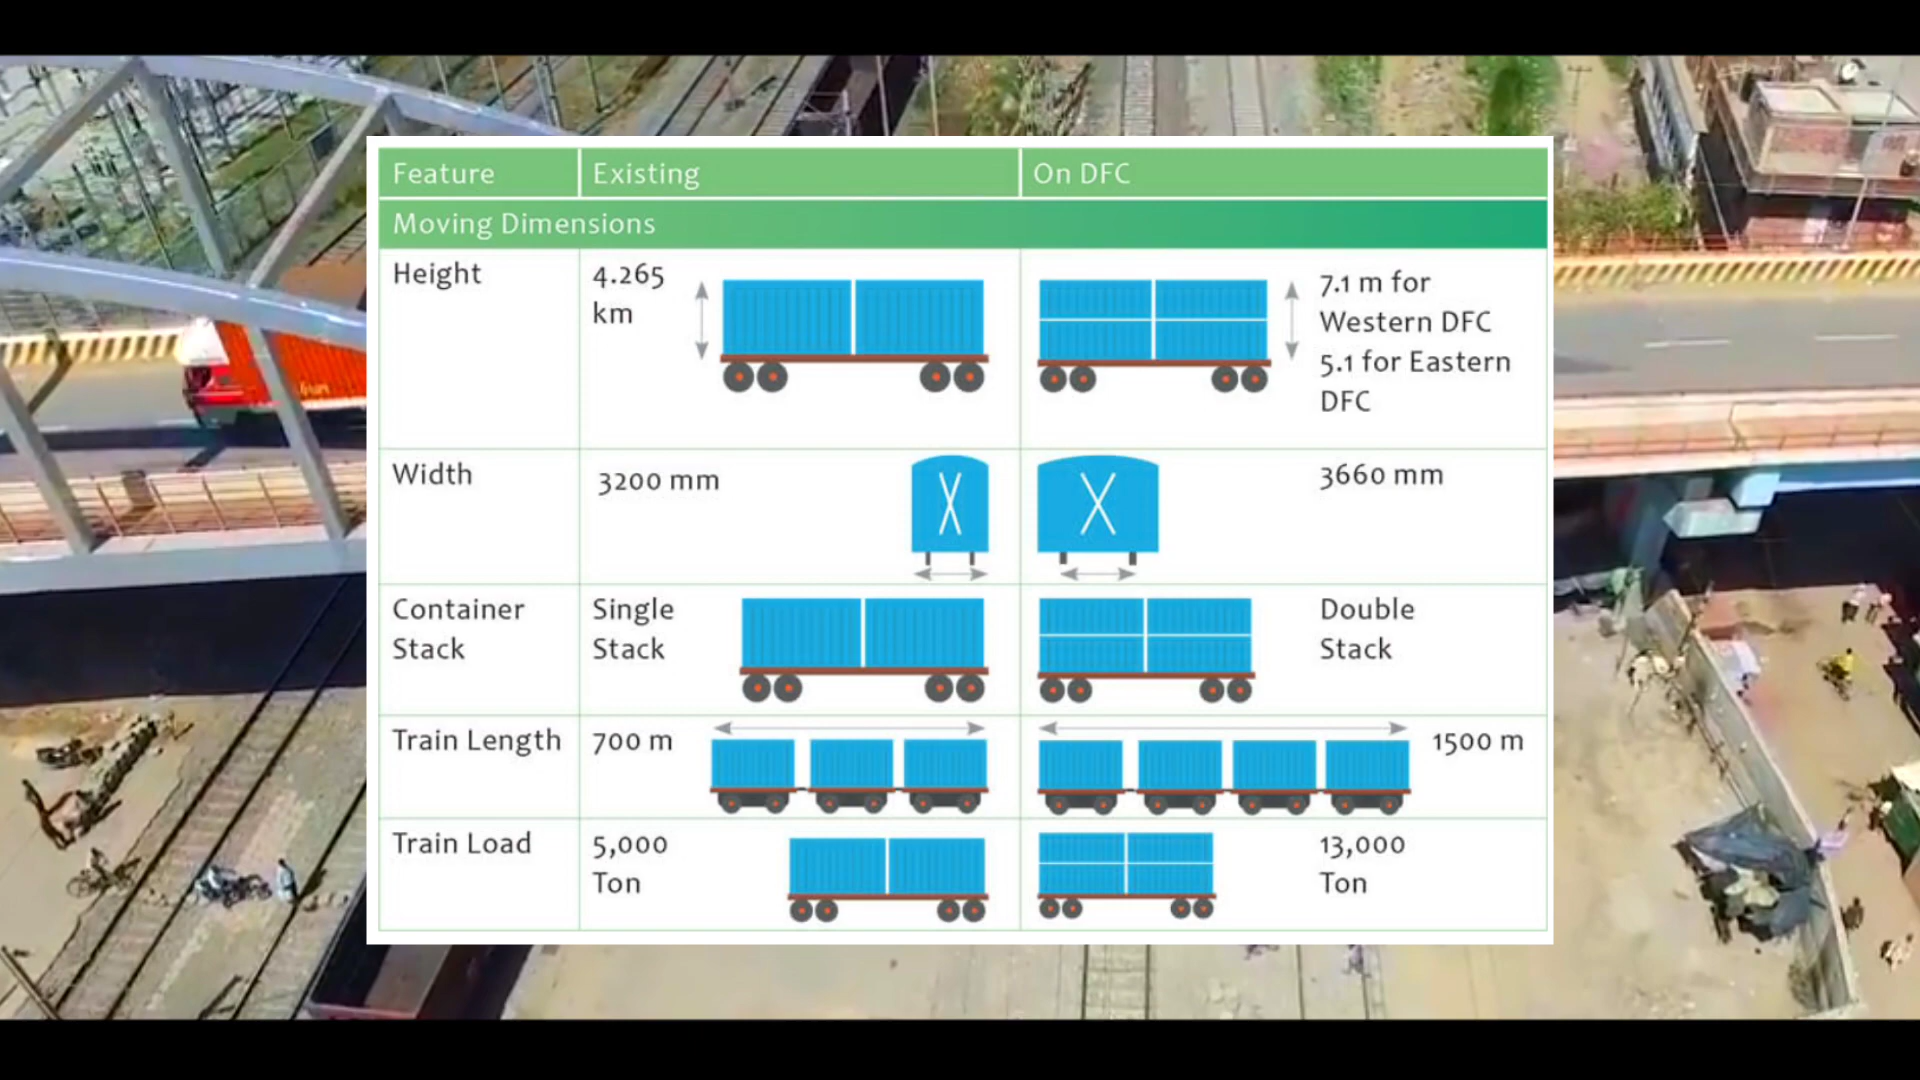 Feature Existing On DFC
Moving Dimensions
Height 4.265
km
7.1 m for
Western DFC
5.1 for Eastern
DFC
Width 3200 mm 3660 mm
Container
Stack
Single
Stack
Double
Stack
Train Length 700 m 1500 m
Train Load 5,000
Ton
13,000
Ton